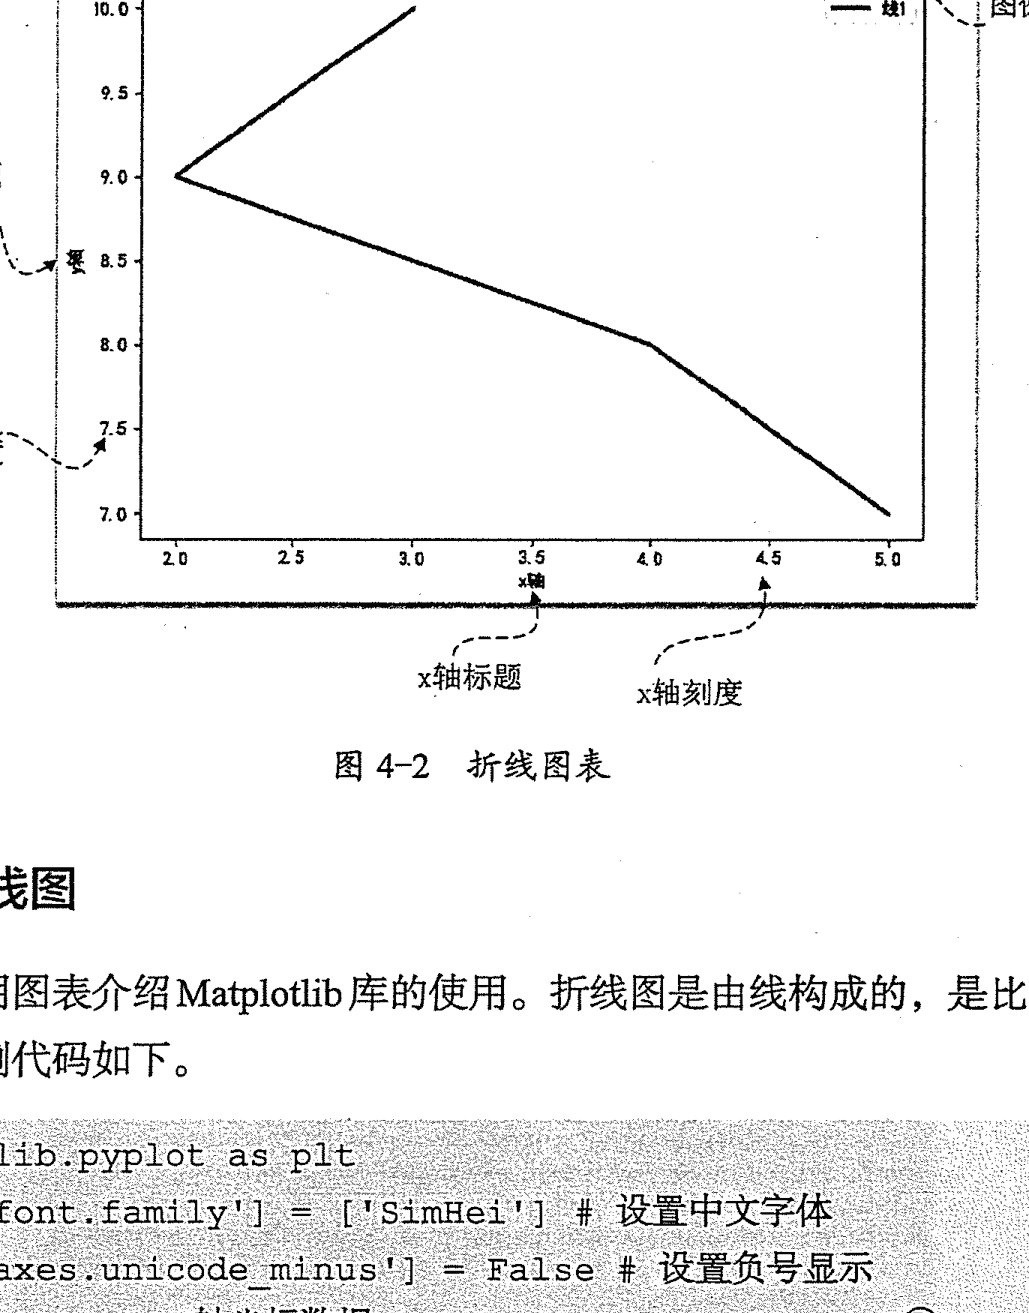 10.0
线1
9.5
9.0
8.5
8.0
7.5
7.0
2.0 2.5 3.0 3.5 4.0 4.5 5.0
x轴
x轴标题
x轴刻度
图 4-2 折线图表
线图
图表介绍Matplotlib库的使用。折线图是由线构成的，是比
代码如下。
lib.pyplot as plt
font.family'] = ['SimHei'] # 设置中文字体
axes.unicode_minus'] = False # 设置负号显示